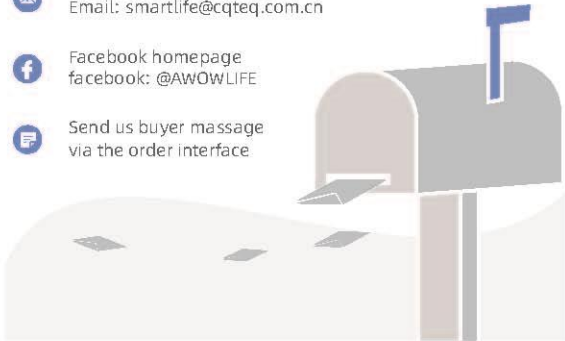 Email: smartlife@cqteq.com.cn
Facebook homepage
facebook: @AWOWLIFE
Send us buyer massage
via the order interface